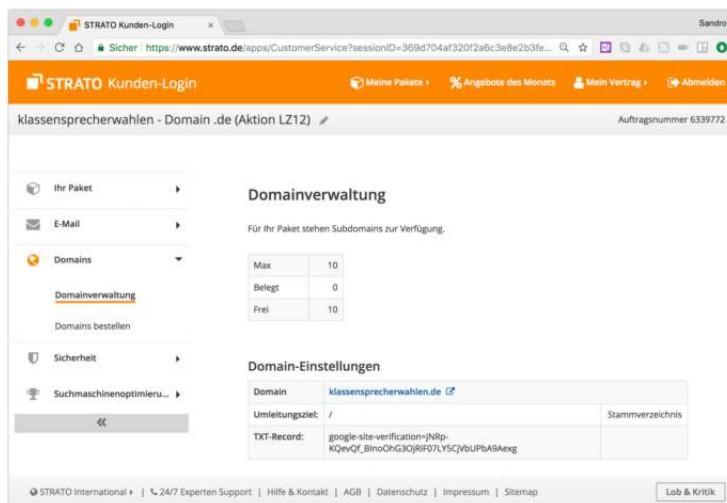 STRATO Kunden-Login
Sandro
Sicher https://www.strato.de/apps/CustomerService?sessionID=369d704af320f2a6c3e8e2b3fe...
STRATO Kunden-Login
Meine Pakete
Angebote des Monats
Mein Vertrag
Abmelden
klassensprecherwahlen - Domain .de (Aktion LZ12)
Auftragsnummer 6339772
Ihr Paket
E-Mail
Domains
Domainverwaltung
Domains bestellen
Sicherheit
Suchmaschinenoptimieru...
Domainverwaltung
Für Ihr Paket stehen Subdomains zur Verfügung.
Max 10
Belegt 0
Frei 10
Domain-Einstellungen
Domain klassensprecherwahlen.de
Umleitungsziel: / Stammverzeichnis
TXT-Record: google-site-verification=jNRp-
KQevQf_BInoOhG3OjRiF07LY5CjVbUPbA9Aexg
STRATO International | 24/7 Experten Support | Hilfe & Kontakt | AGB | Datenschutz | Impressum | Sitemap
Lob & Kritik